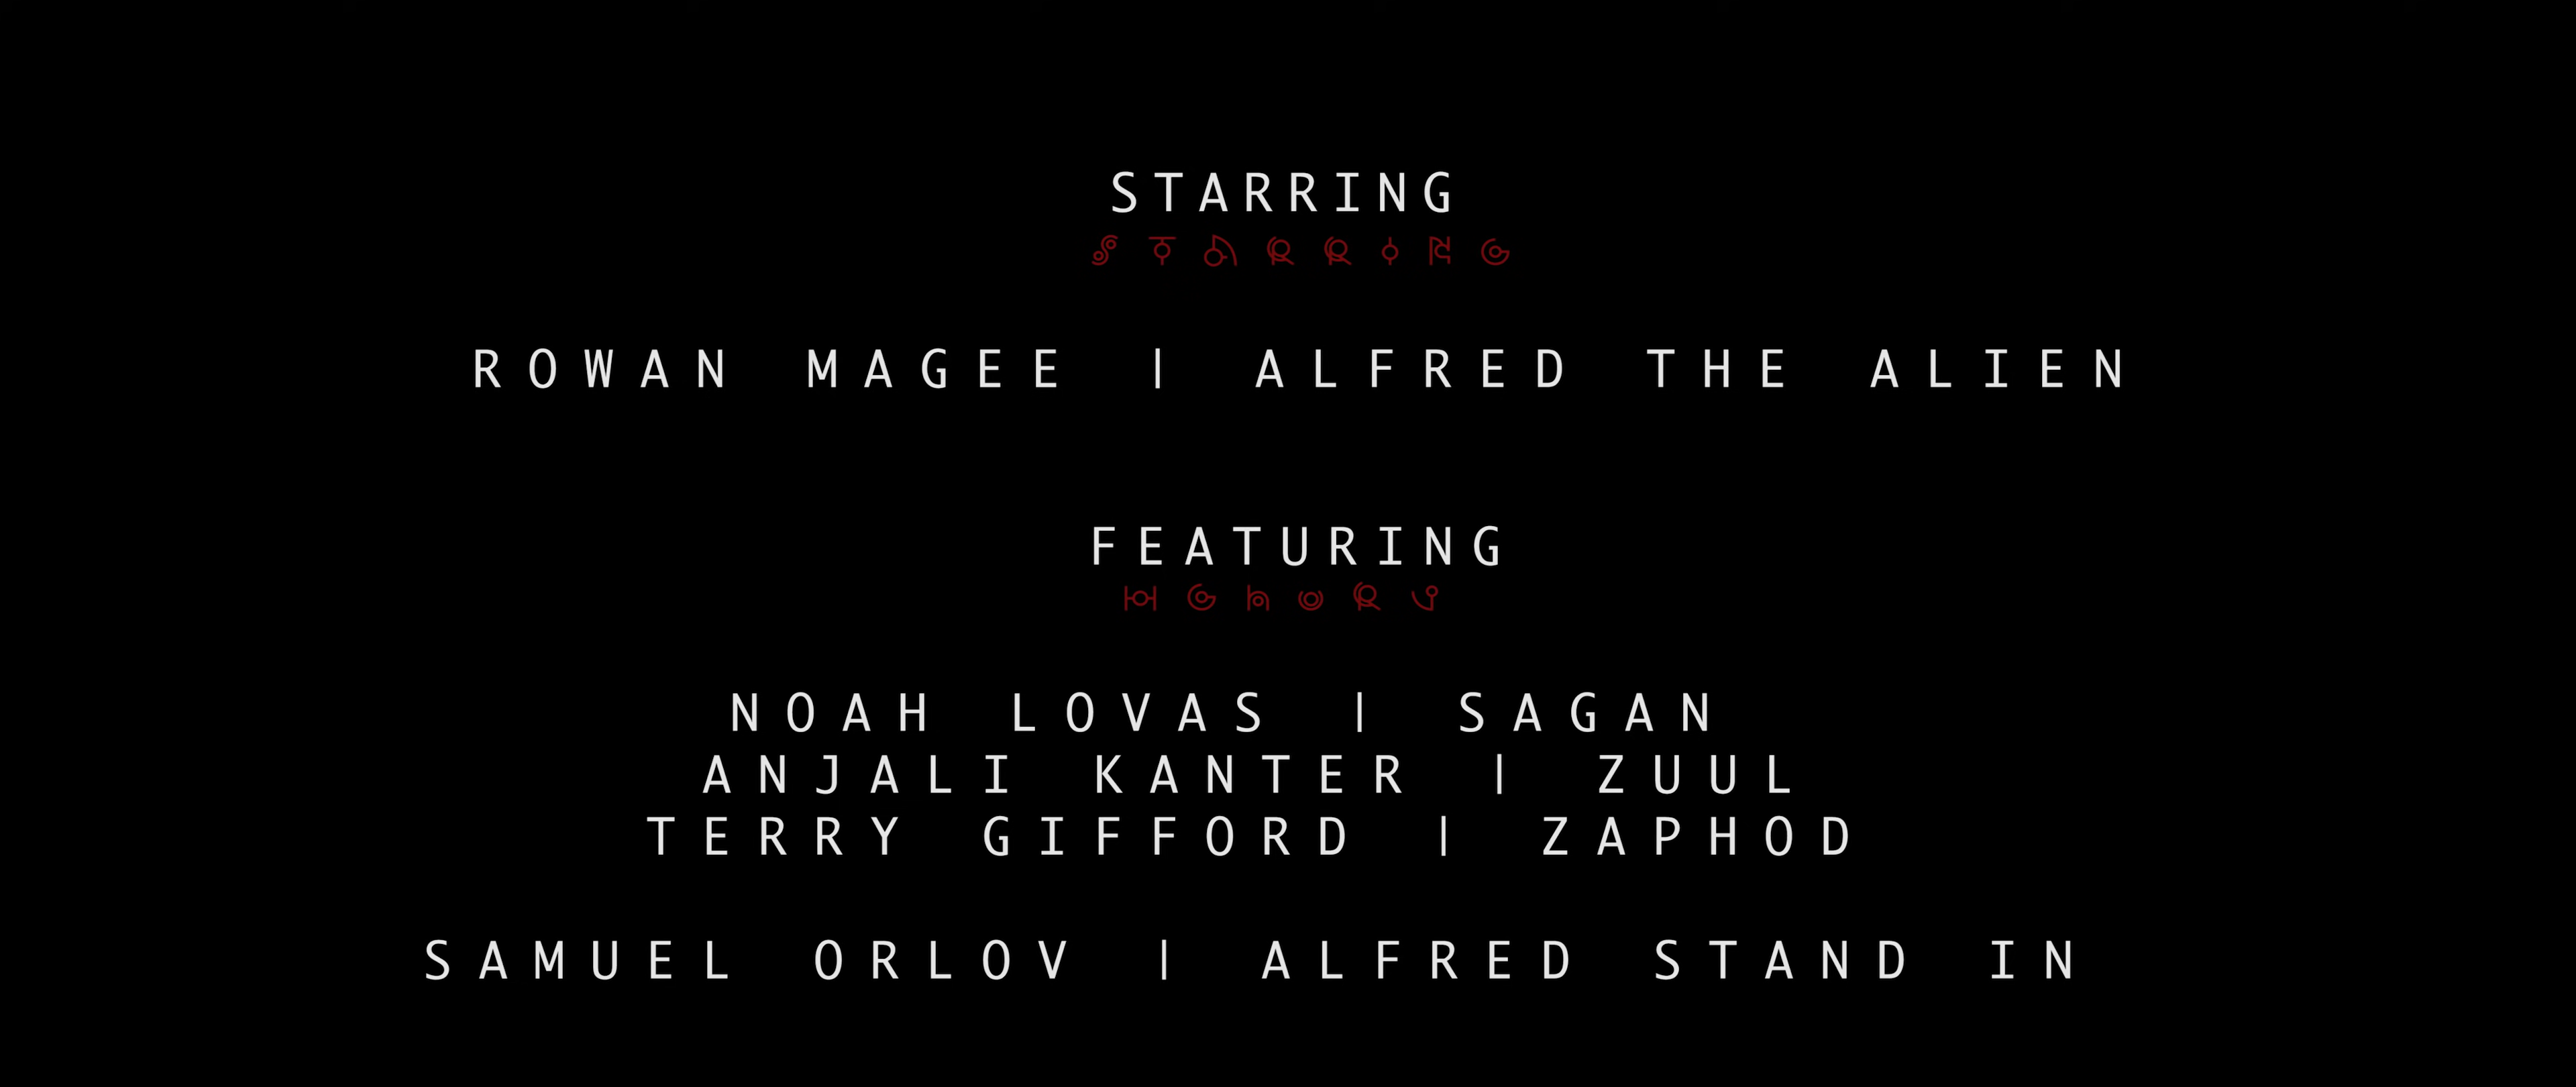 STARRING
ROWAN MAGEE | ALFRED THE ALIEN
FEATURING
NOAH LOVAS | SAGAN
ANJALI KANTER | ZUUL
TERRY GIFFORD | ZAPHOD
SAMUEL ORLOV | ALFRED STAND IN